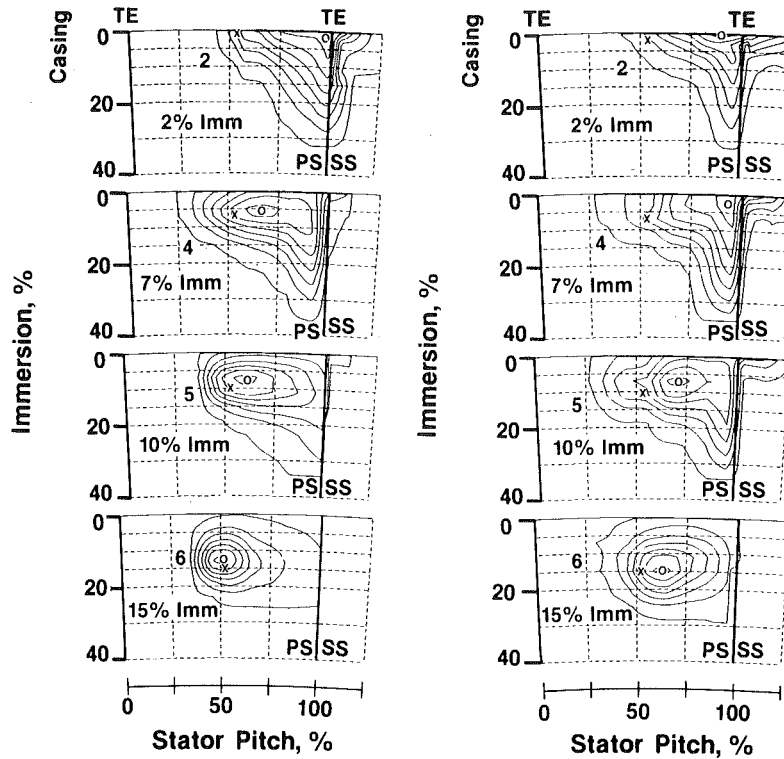 TE TE
Casing
0
20
40
2
2% Imm
PS SS
0
20
40
4
7% Imm
PS SS
0
20
40
5
10% Imm
PS SS
0
20
40
6
15% Imm
PS SS
x o
x o
x o
o x
Immersion, %
0 50 100
Stator Pitch, %
TE TE
Casing
0
20
40
2
2% Imm
PS SS
0
20
40
4
7% Imm
PS SS
0
20
40
5
10% Imm
PS SS
0
20
40
6
15% Imm
PS SS
x o
x o
x o
x o
Immersion, %
0 50 100
Stator Pitch, %